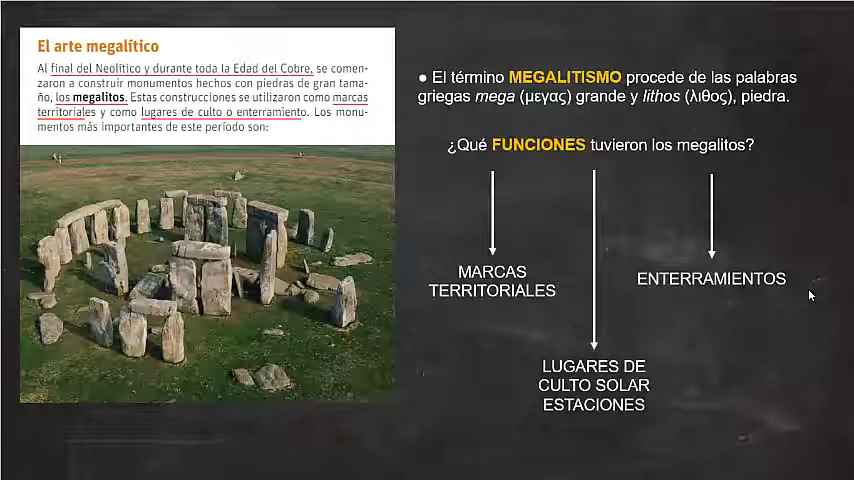 El arte megalítico
Al final del Neolítico y durante toda la Edad del Cobre, se comen-
zaron a construir monumentos hechos con piedras de gran tama-
ño, los megalitos. Estas construcciones se utilizaron como marcas
territoriales y como lugares de culto o enterramiento. Los monu-
mentos más importantes de este período son:
● El término MEGALITISMO procede de las palabras
griegas mega (μεγας) grande y lithos (λιθος), piedra.
¿Qué FUNCIONES tuvieron los megalitos?
MARCAS
TERRITORIALES
ENTERRAMIENTOS
LUGARES DE
CULTO SOLAR
ESTACIONES